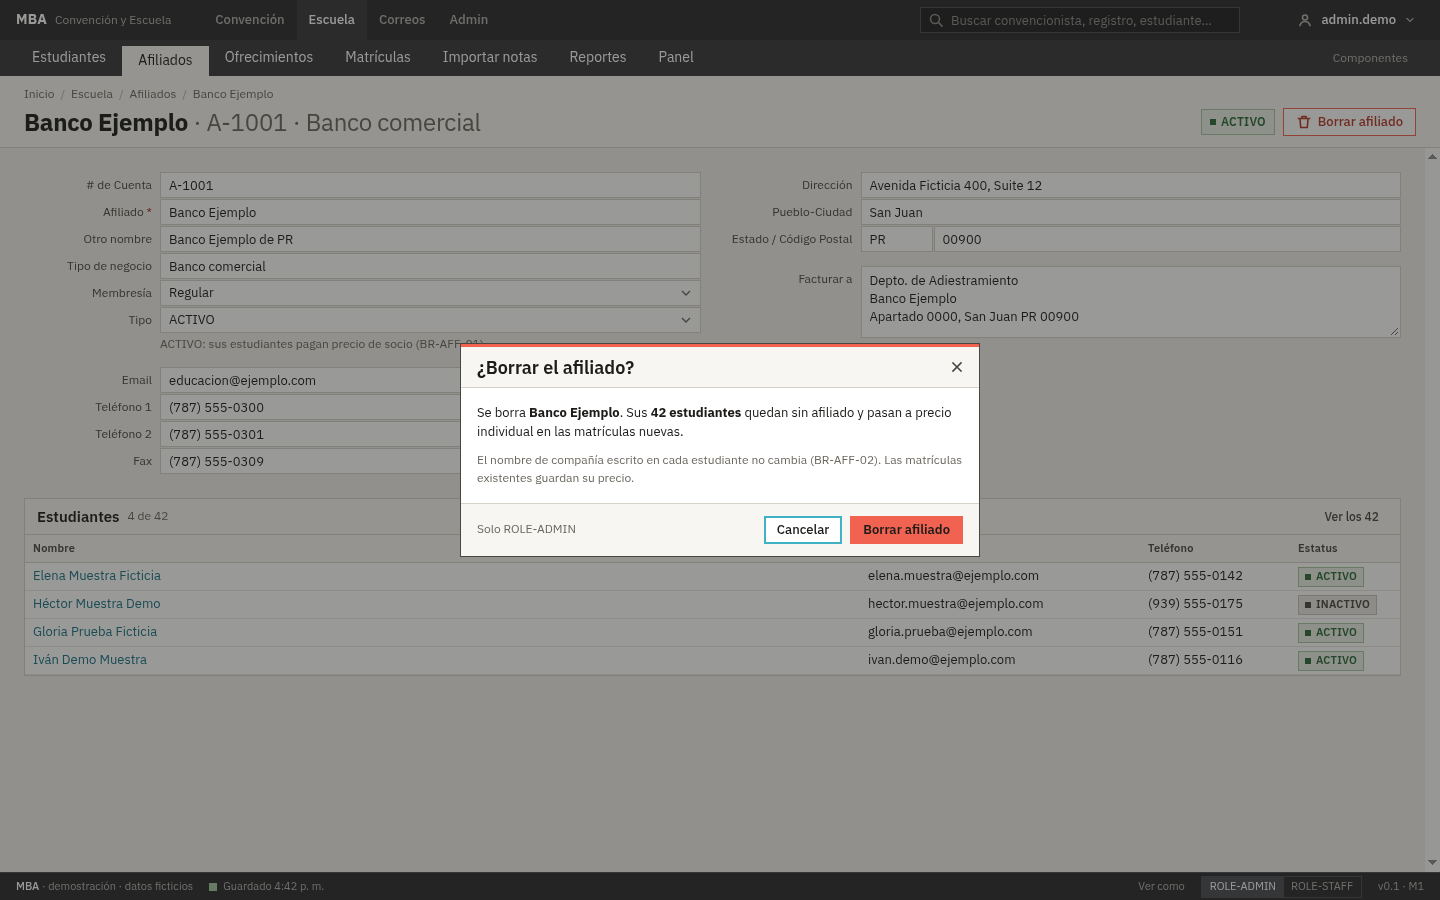 MBA Convención y Escuela Convención Escuela Correos Admin Buscar convencionista, registro, estudiante... admin.demo
Estudiantes Afiliados Ofrecimientos Matrículas Importar notas Reportes Panel Componentes
Inicio / Escuela / Afiliados / Banco Ejemplo
Banco Ejemplo · A-1001 · Banco comercial ACTIVO Borrar afiliado
# de Cuenta A-1001
Afiliado * Banco Ejemplo
Otro nombre Banco Ejemplo de PR
Tipo de negocio Banco comercial
Membresía Regular
Tipo ACTIVO
ACTIVO: sus estudiantes pagan precio de socio (BR-AFF-01)
Email educacion@ejemplo.com
Teléfono 1 (787) 555-0300
Teléfono 2 (787) 555-0301
Fax (787) 555-0309
Dirección Avenida Ficticia 400, Suite 12
Pueblo-Ciudad San Juan
Estado / Código Postal PR 00900
Facturar a Depto. de Adiestramiento
Banco Ejemplo
Apartado 0000, San Juan PR 00900
¿Borrar el afiliado? ×
Se borra Banco Ejemplo. Sus 42 estudiantes quedan sin afiliado y pasan a precio
individual en las matrículas nuevas.
El nombre de compañía escrito en cada estudiante no cambia (BR-AFF-02). Las matrículas
existentes guardan su precio.
Solo ROLE-ADMIN Cancelar Borrar afiliado
Estudiantes 4 de 42 Ver los 42
Nombre Teléfono Estatus
Elena Muestra Ficticia elena.muestra@ejemplo.com (787) 555-0142 ACTIVO
Héctor Muestra Demo hector.muestra@ejemplo.com (939) 555-0175 INACTIVO
Gloria Prueba Ficticia gloria.prueba@ejemplo.com (787) 555-0151 ACTIVO
Iván Demo Muestra ivan.demo@ejemplo.com (787) 555-0116 ACTIVO
MBA · demostración · datos ficticios Guardado 4:42 p. m. Ver como ROLE-ADMIN ROLE-STAFF v0.1 · M1